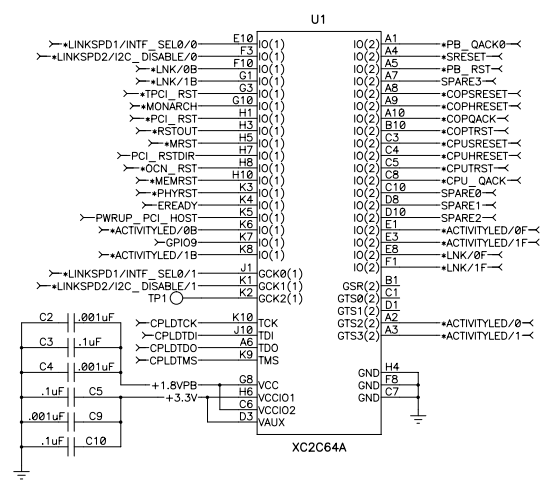 U1
*LINKSPD1/INTF_SEL0/0 E10 IO(1) IO(2) A1 *PB_QACK0
*LINKSPD2/I2C_DISABLE/0 F3 IO(1) IO(2) A4 *SRESET
*LNK/0B F10 IO(1) IO(2) A5 *PB_RST
*LNK/1B G1 IO(1) IO(2) A7 SPARE3
*TPCI_RST G3 IO(1) IO(2) A8 *COPSRESET
*MONARCH G10 IO(1) IO(2) A9 *COPHRESET
*PCI_RST H1 IO(1) IO(2) A10 *COPQACK
*RSTOUT H3 IO(1) IO(2) B10 *COPTRST
*MRST H5 IO(1) IO(2) C3 *CPUSRESET
PCI_RSTDIR H7 IO(1) IO(2) C4 *CPUHRESET
*OCN_RST H8 IO(1) IO(2) C5 *CPUTRST
*MEMRST H10 IO(1) IO(2) C8 *CPU_QACK
*PHYRST K3 IO(1) IO(2) C10 SPARE0
EREADY K4 IO(1) IO(2) D8 SPARE1
PWRUP_PCI_HOST K5 IO(1) IO(2) D10 SPARE2
*ACTIVITYLED/0B K6 IO(1) IO(2) E1 *ACTIVITYLED/0F
GPIO9 K7 IO(1) IO(2) E3 *ACTIVITYLED/1F
*ACTIVITYLED/1B K8 IO(1) IO(2) E8 *LNK/0F
IO(2) F1 *LNK/1F
*LINKSPD1/INTF_SEL0/1 J1 GCK0(1)
*LINKSPD2/I2C_DISABLE/1 K1 GCK1(1) GSR(2) B1
TP1 K2 GCK2(1) GTS0(2) C1
GTS1(2) D1
CPLDTCK K10 TCK GTS2(2) A2 *ACTIVITYLED/0
CPLDTDI J10 TDI GTS3(2) A3 *ACTIVITYLED/1
CPLDTDO A6 TDO
CPLDTMS K9 TMS
C2 .001uF
C3 .1uF
C4 .001uF
GND H4
+1.8VPB G8 VCC GND F8
.1uF C5 +3.3V H6 VCCIO1 GND C7
C6 VCCIO2
.001uF C9 D3 VAUX
.1uF C10
XC2C64A